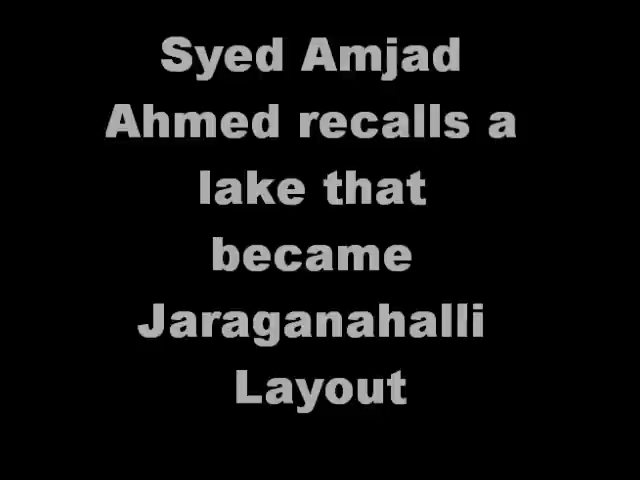 Syed Amjad
Ahmed recalls a
lake that
became
Jaraganahalli
Layout